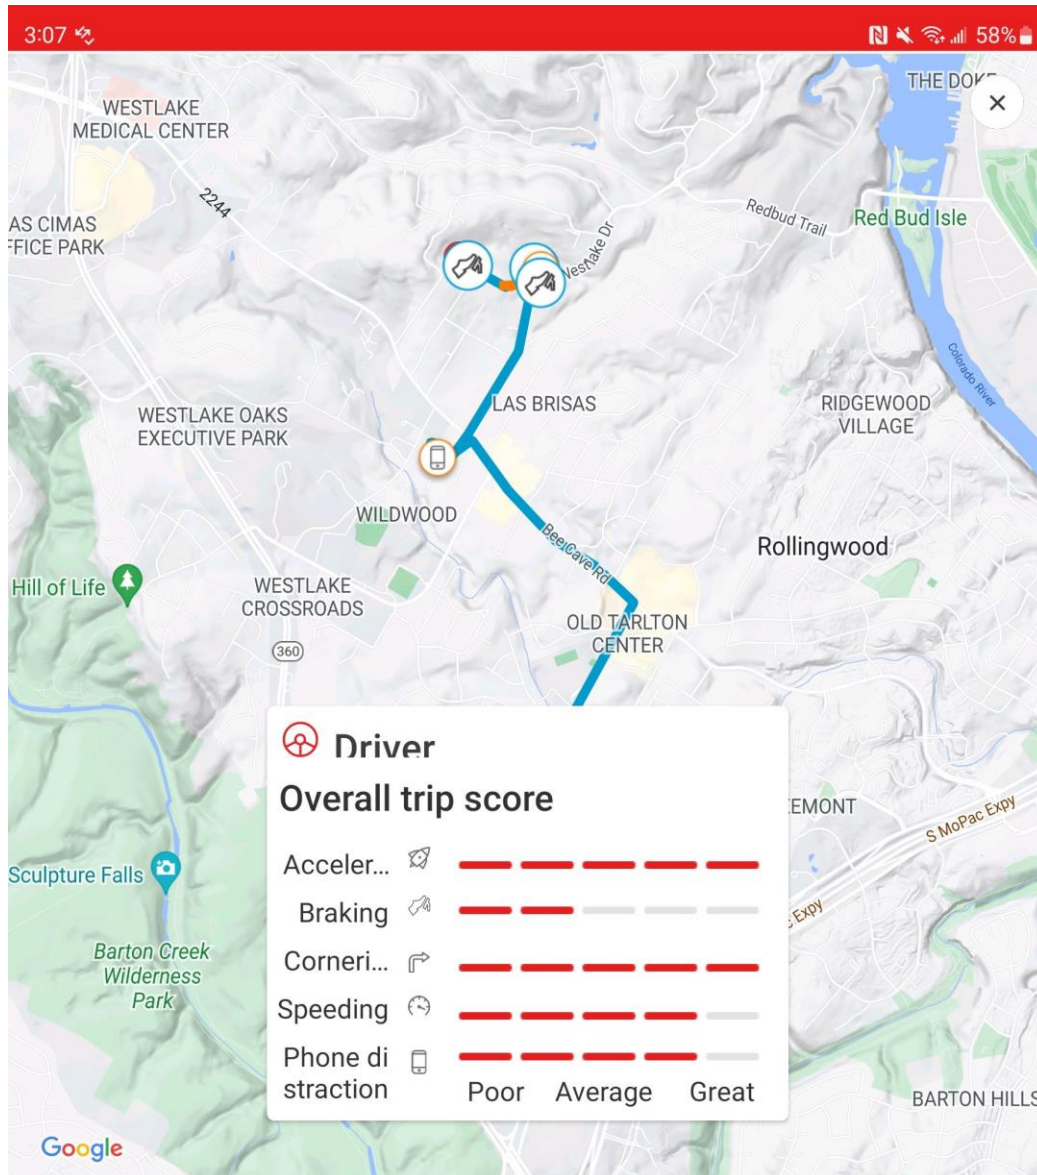 3:07
58%
THE DOKE
WESTLAKE
MEDICAL CENTER
2244
AS CIMAS
FFICE PARK
Redbud Trail
Red Bud Isle
Westlake Dr
Colorado River
LAS BRISAS
RIDGEWOOD
VILLAGE
WESTLAKE OAKS
EXECUTIVE PARK
WILDWOOD
Bee Cave Rd
Rollingwood
Hill of Life
WESTLAKE
CROSSROADS
OLD TARLTON
CENTER
360
Driver
Overall trip score
EMONT
S MoPac Expy
Acceler...
Sculpture Falls
Braking
Expy
Barton Creek
Wilderness
Park
Corneri...
Speeding
Phone di
straction
Poor Average Great
BARTON HILLS
Google